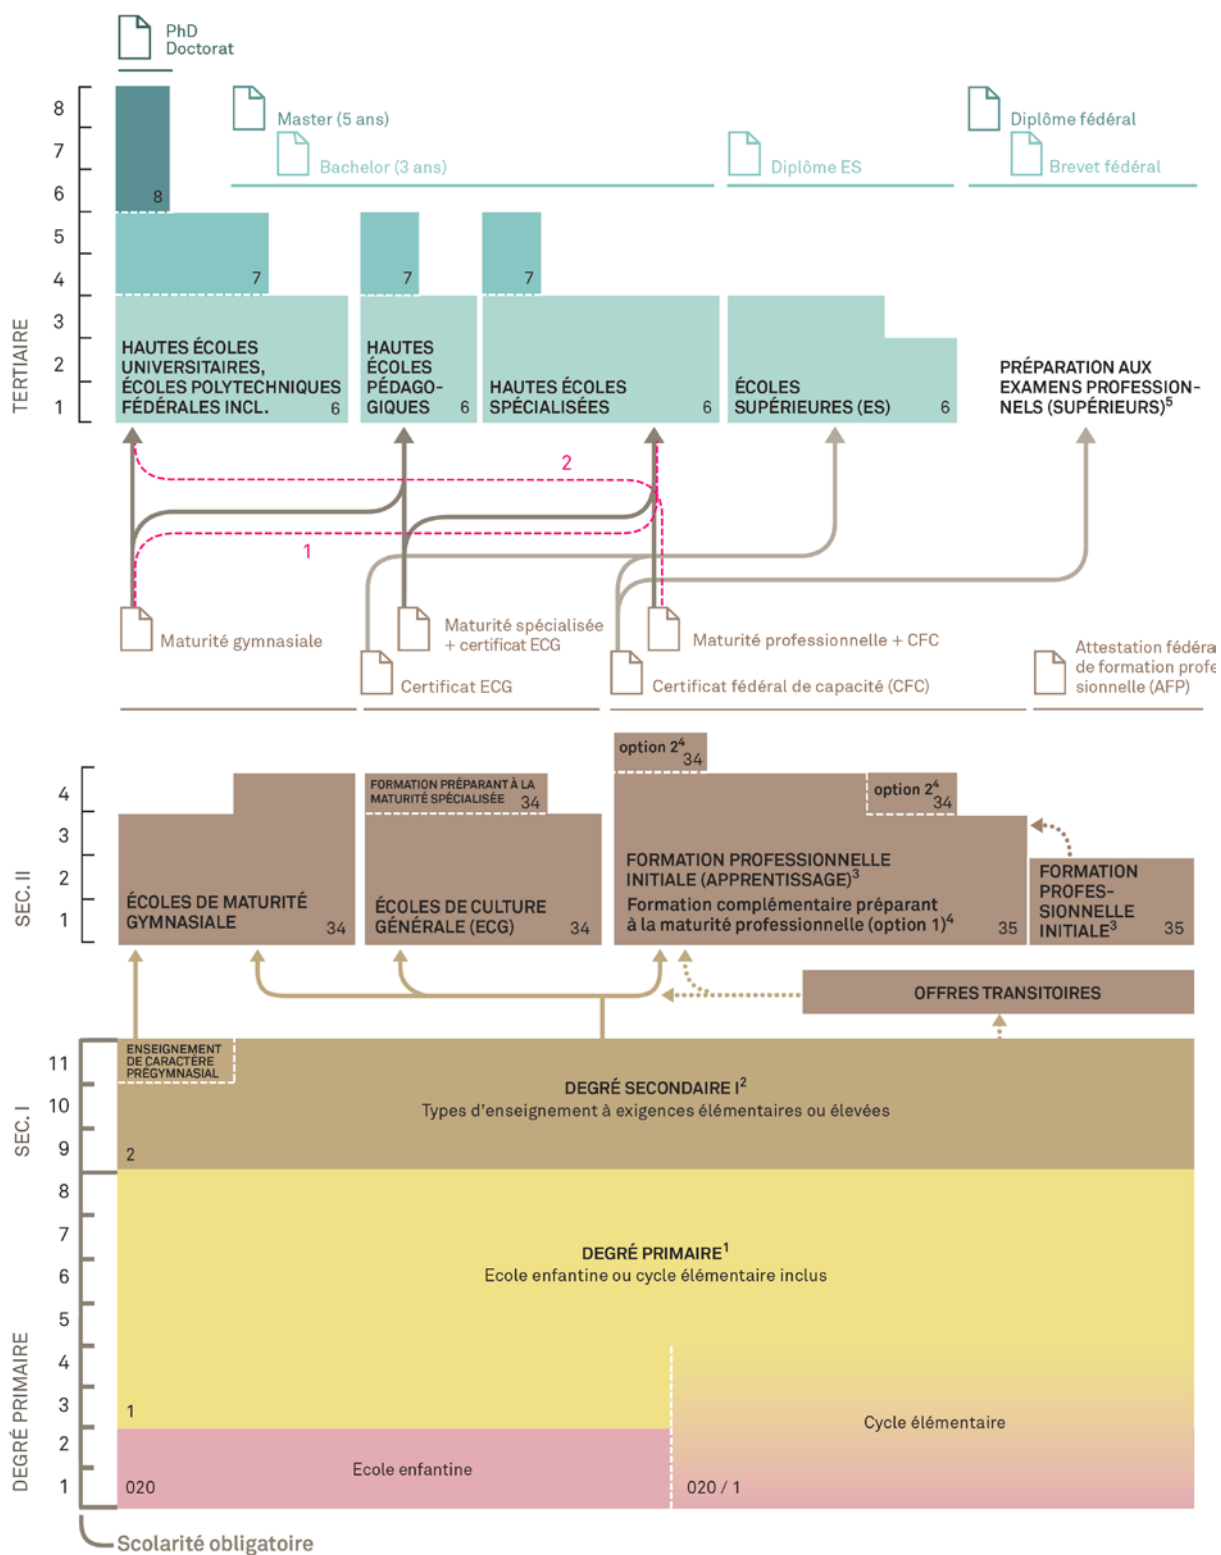 PhD
Doctorat
8
7
6
5
4
3
2
1
TERTIAIRE
Master (5 ans)
Bachelor (3 ans)
Diplôme ES
Diplôme fédéral
Brevet fédéral
8
7
7
7
HAUTES ÉCOLES
UNIVERSITAIRES,
ÉCOLES POLYTECHNIQUES
FÉDÉRALES INCL.
6
HAUTES
ÉCOLES
PÉDAGO-
GIQUES
6
HAUTES ÉCOLES
SPÉCIALISÉES
6
ÉCOLES
SUPÉRIEURES (ES)
6
PRÉPARATION AUX
EXAMENS PROFESSION-
NELS (SUPÉRIEURS)⁵
2
1
Maturité gymnasiale
Maturité spécialisée
+ certificat ECG
Maturité professionnelle + CFC
Certificat ECG
Certificat fédéral de capacité (CFC)
Attestation fédéra
de formation profe
sionnelle (AFP)
4
3
2
1
SEC. II
ÉCOLES DE MATURITÉ
GYMNASIALE
34
FORMATION PRÉPARANT À LA
MATURITÉ SPÉCIALISÉE
34
ÉCOLES DE CULTURE
GÉNÉRALE (ECG)
34
option 2⁴
34
option 2⁴
34
FORMATION PROFESSIONNELLE
INITIALE (APPRENTISSAGE)³
Formation complémentaire préparant
à la maturité professionnelle (option 1)⁴
35
FORMATION
PROFES-
SIONNELLE
INITIALE³
35
OFFRES TRANSITOIRES
11
10
9
SEC. I
ENSEIGNEMENT
DE CARACTÈRE
PRÉGYMNASIAL
DEGRÉ SECONDAIRE I²
Types d'enseignement à exigences élémentaires ou élevées
2
8
7
6
5
4
3
2
1
DEGRÉ PRIMAIRE
DEGRÉ PRIMAIRE¹
Ecole enfantine ou cycle élémentaire inclus
1
Ecole enfantine
020
Cycle élémentaire
020 / 1
Scolarité obligatoire